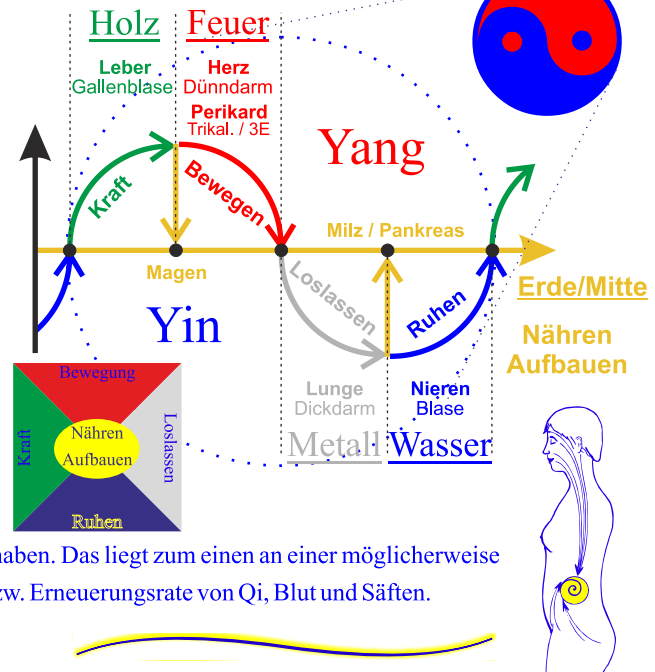 Holz
Feuer
Leber
Gallenblase
Herz
Dünndarm
Perikard
Trikal. / 3E
Yang
Kraft
Bewegen
Milz / Pankreas
Magen
Loslassen
Ruhen
Erde/Mitte
Yin
Nähren
Aufbauen
Lunge
Dickdarm
Nieren
Blase
Metall
Wasser
Bewegung
Kraft
Nähren
Aufbauen
Loslassen
Ruhen
haben. Das liegt zum einen an einer möglicherweise
zw. Erneuerungsrate von Qi, Blut und Säften.